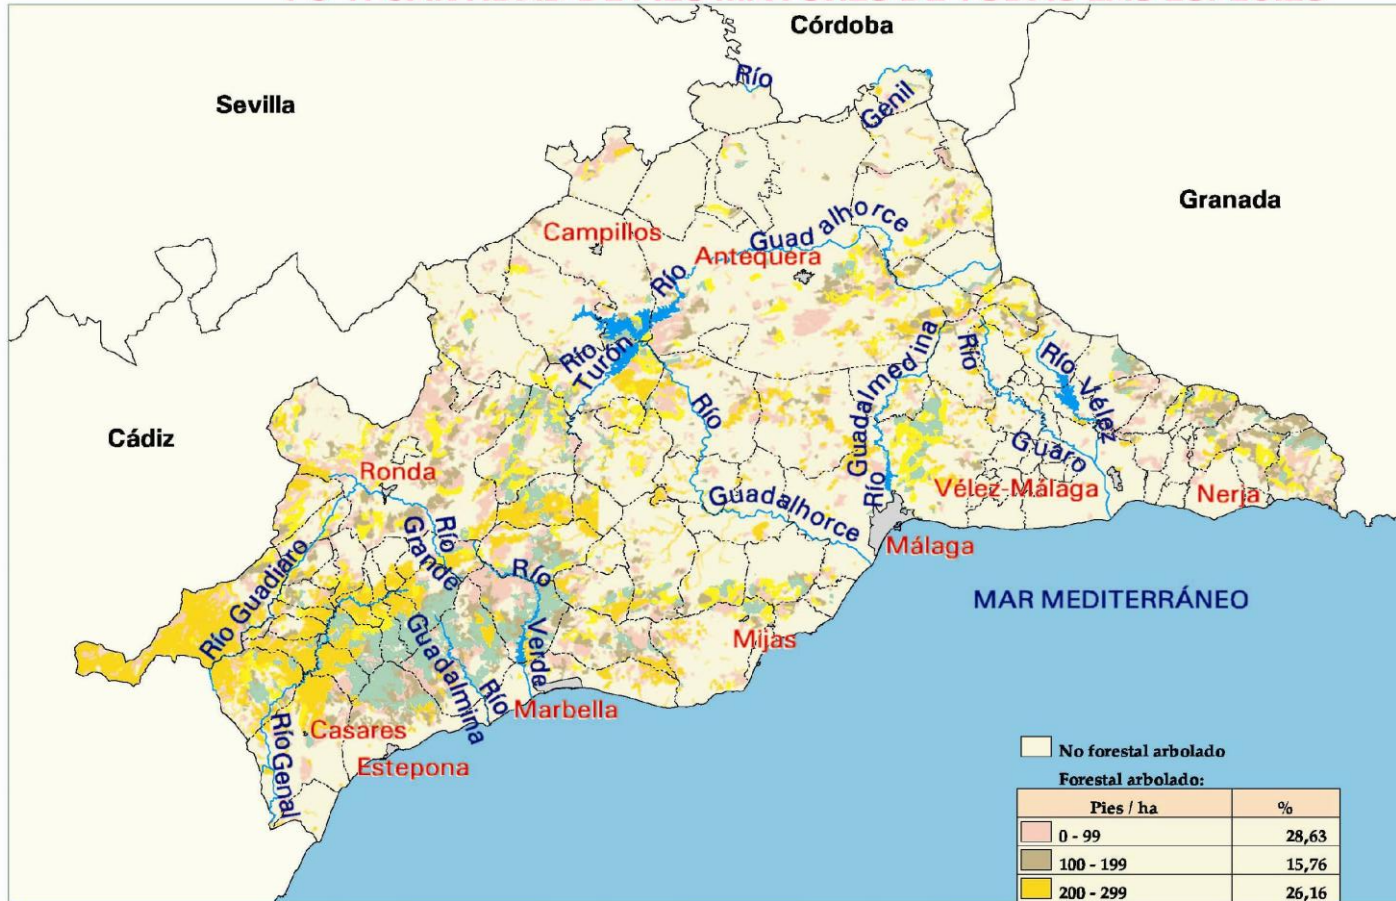 Córdoba
Río
Sevilla
Genil
Granada
Campillos
Guadalhorce
Antequera
Río
Río
Turón
Guadalmedina
Río
Río Vélez
Cádiz
Río
Ronda
Guaro
Río
Vélez-Málaga
Nerja
Guadalhorce
Río
Grande
Málaga
Río
Río Guadiaro
MAR MEDITERRÁNEO
Verde
Mijas
Guadalmina
Río
Marbella
Casares
Río Genal
Estepona
No forestal arbolado
Forestal arbolado:
Pies / ha %
0 - 99 28,63
100 - 199 15,76
200 - 299 26,16